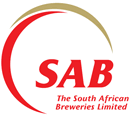 SAB
The South African
Breweries Limited